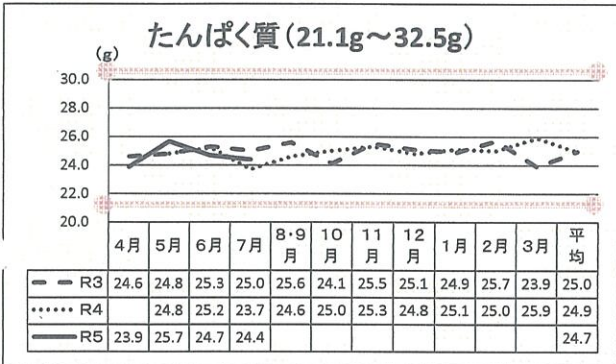 たんぱく質(21.1g～32.5g)
(g)
30.0
28.0
26.0
24.0
22.0
20.0
4月 5月 6月 7月 8・9月 10月 11月 12月 1月 2月 3月 平均
R3 24.6 24.8 25.3 25.0 25.6 24.1 25.5 25.1 24.9 25.7 23.9 25.0
R4 24.8 25.2 23.7 24.6 25.0 25.3 24.8 25.1 25.0 25.9 24.9
R5 23.9 25.7 24.7 24.4 24.7